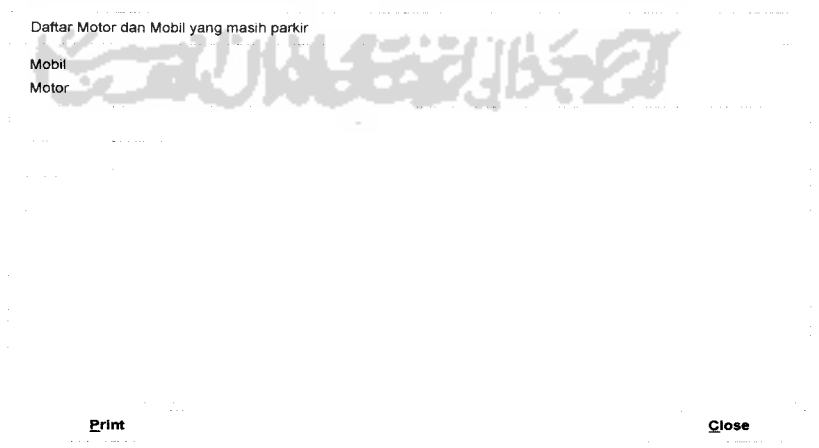 Daftar Motor dan Mobil yang masih parkir
Mobil
Motor
Print
Close